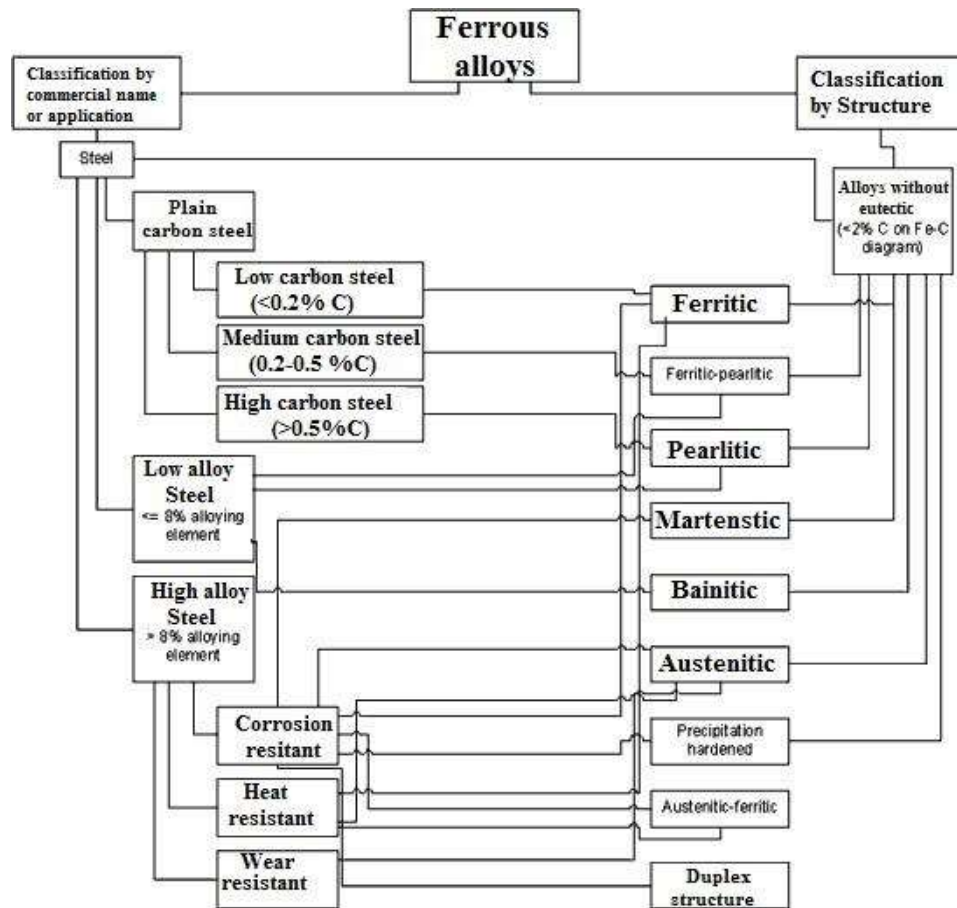 Ferrous
alloys
Classification by
commercial name
or application
Classification
by Structure
Steel
Alloys without
eutectic
(<2% C on Fe-C
diagram)
Plain
carbon steel
Low carbon steel
(<0.2% C)
Medium carbon steel
(0.2-0.5 %C)
High carbon steel
(>0.5%C)
Low alloy
Steel
<= 8% alloying
element
High alloy
Steel
> 8% alloying
element
Corrosion
resitant
Heat
resistant
Wear
resistant
Ferritic
Ferritic-pearlitic
Pearlitic
Martenstic
Bainitic
Austenitic
Precipitation
hardened
Austenitic-ferritic
Duplex
structure